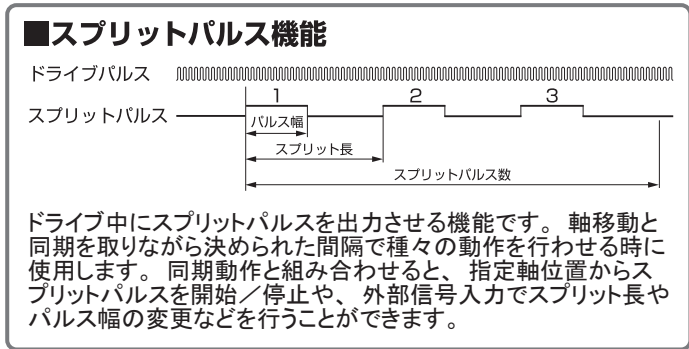 ■スプリットパルス機能
ドライブパルス
1 2 3
スプリットパルス
パルス幅
スプリット長
スプリットパルス数
ドライブ中にスプリットパルスを出力させる機能です。軸移動と
同期を取りながら決められた間隔で種々の動作を行わせる時に
使用します。同期動作と組み合わせると、指定軸位置からス
プリットパルスを開始／停止や、外部信号入力でスプリット長や
パルス幅の変更などを行うことができます。